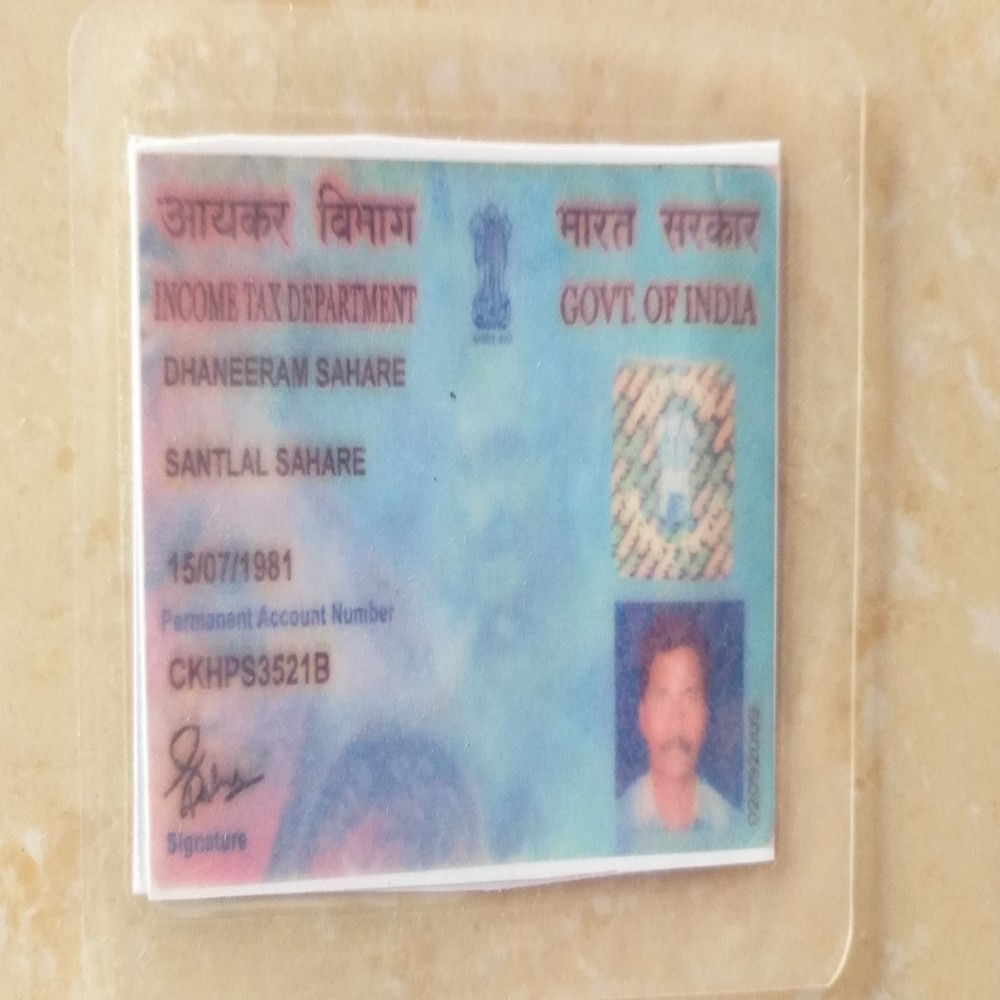 आयकर विभाग भारत सरकार
INCOME TAX DEPARTMENT GOVT. OF INDIA
DHANEERAM SAHARE
SANTLAL SAHARE
15/07/1981
Permanent Account Number
CKHPS3521B
Signature